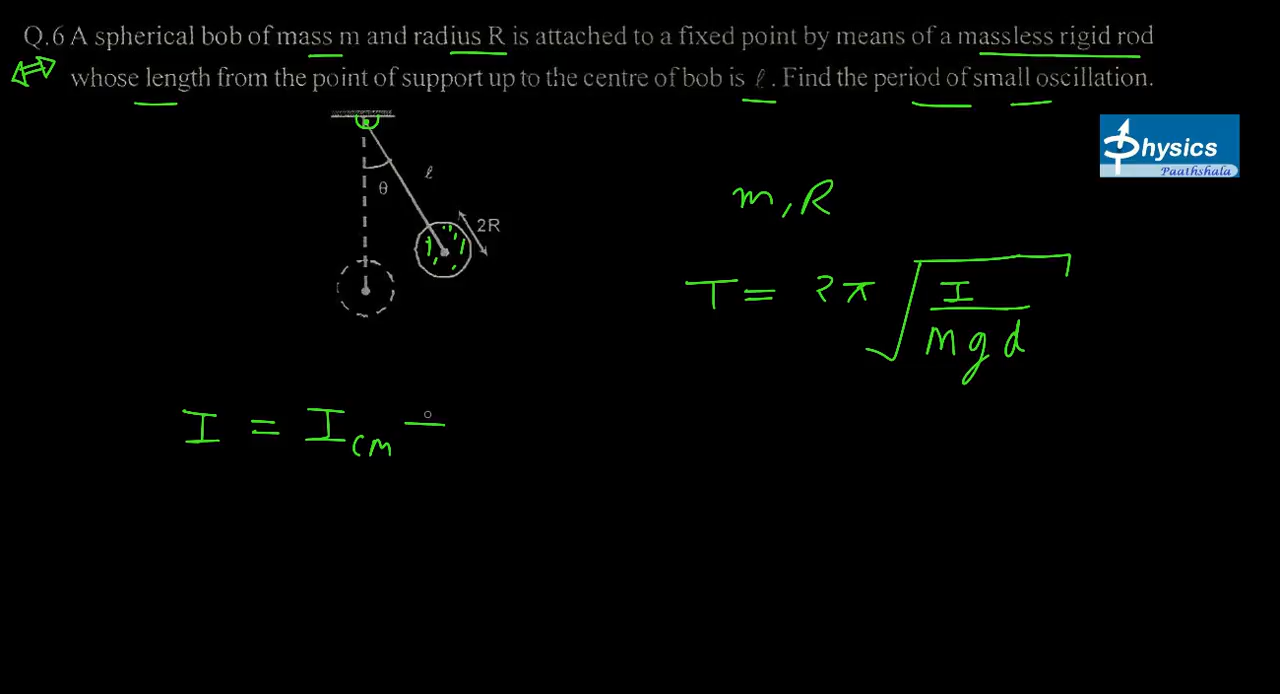 Q.6 A spherical bob of mass m and radius R is attached to a fixed point by means of a massless rigid rod
whose length from the point of support up to the centre of bob is ℓ. Find the period of small oscillation.
Physics
Paathshala
θ
ℓ
2R
m, R
T = 2π √(I / Mgd)
I = I_CM